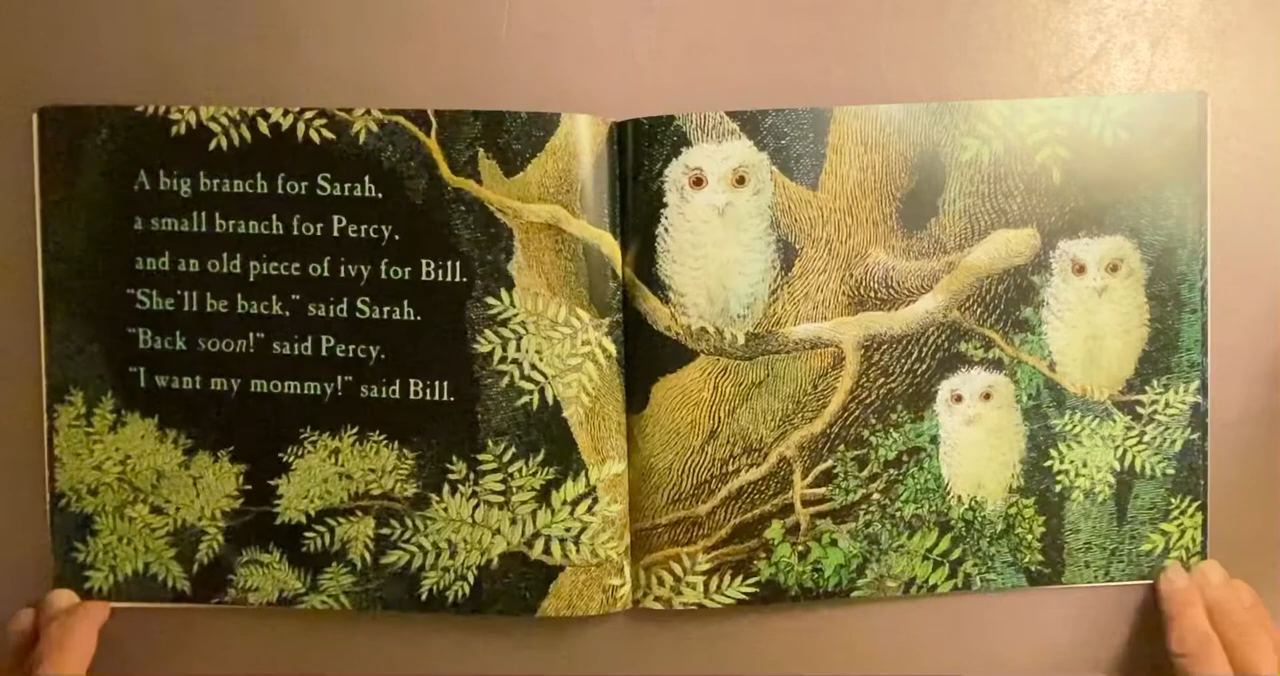 A big branch for Sarah,
a small branch for Percy,
and an old piece of ivy for Bill.
“She’ll be back,” said Sarah.
“Back soon!” said Percy.
“I want my mommy!” said Bill.